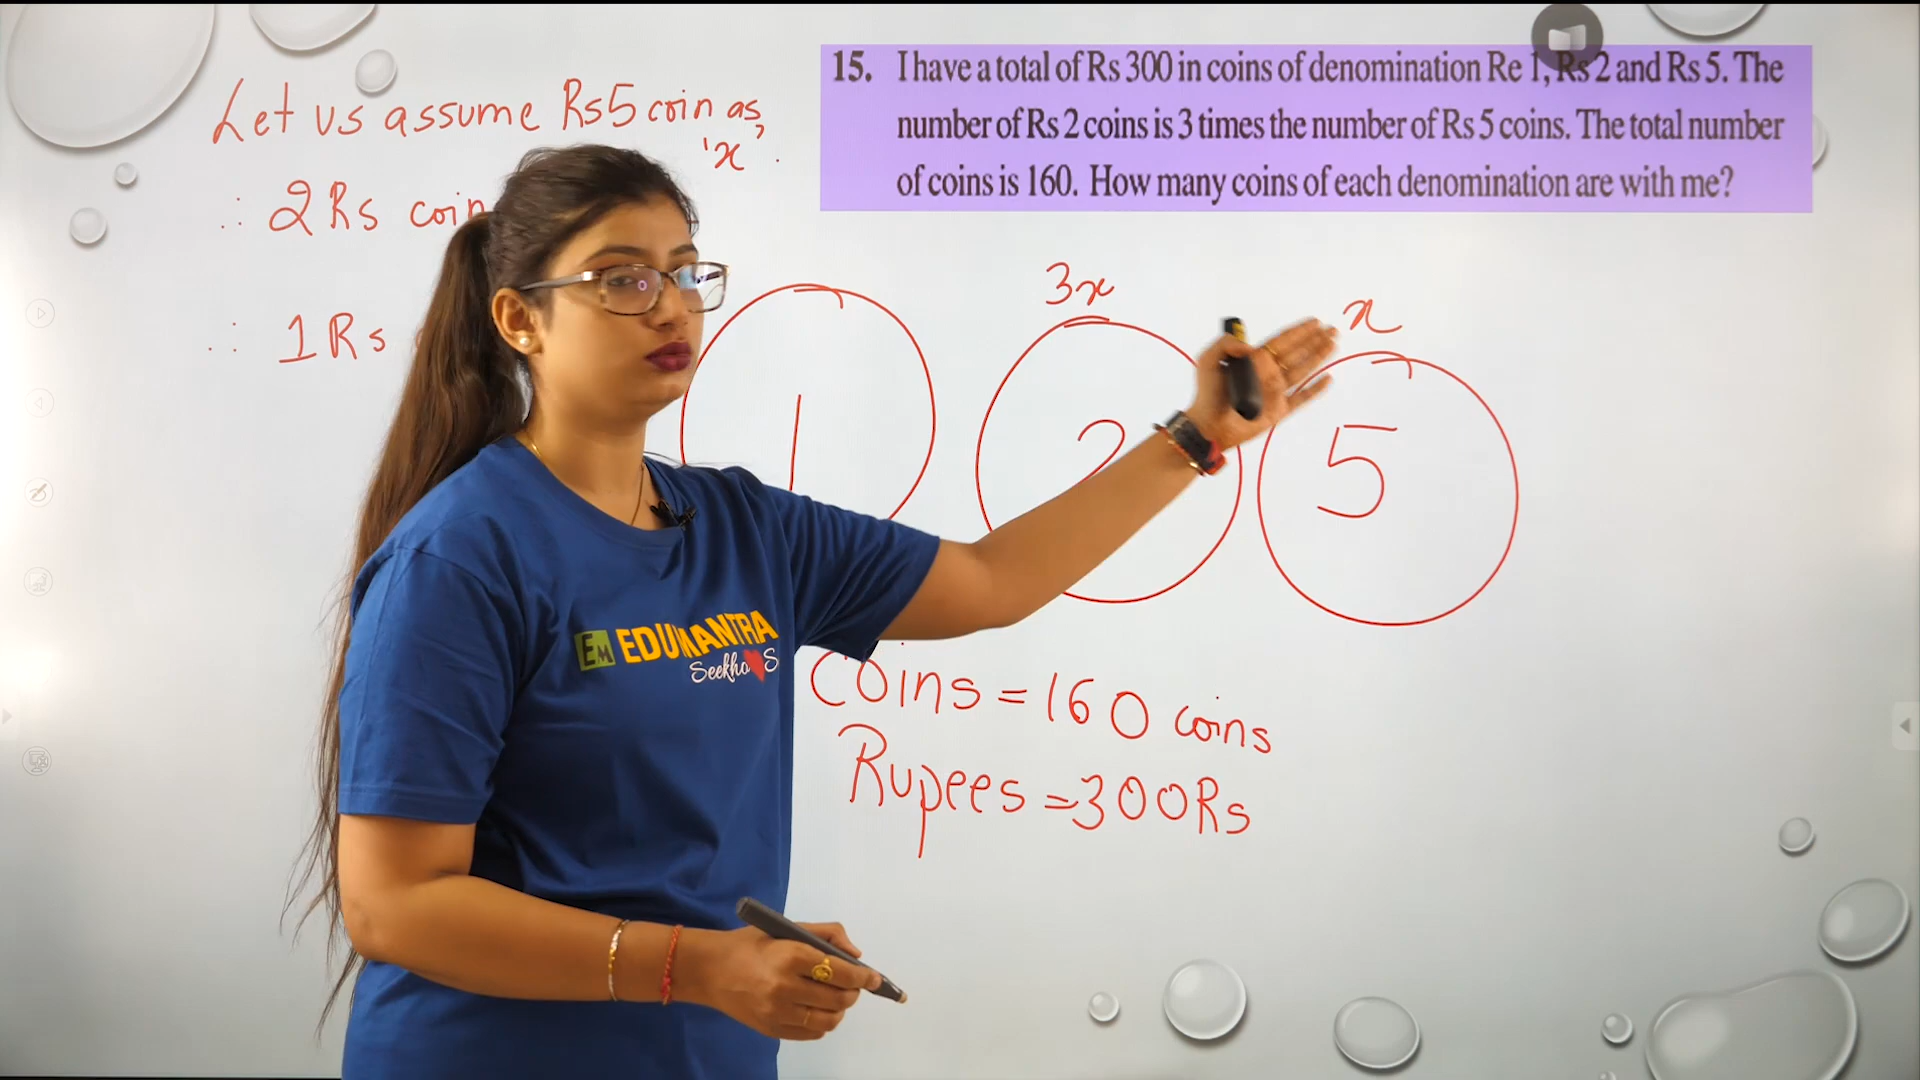 Let us assume Rs5 coin as
'x'.
∴ 2Rs coin
∴ 1Rs
15. I have a total of Rs 300 in coins of denomination Re 1, Rs 2 and Rs 5. The
number of Rs 2 coins is 3 times the number of Rs 5 coins. The total number
of coins is 160. How many coins of each denomination are with me?
3x
x
1
2
5
EM EDUMANTRA
Seekho S
Coins = 160 coins
Rupees = 300Rs